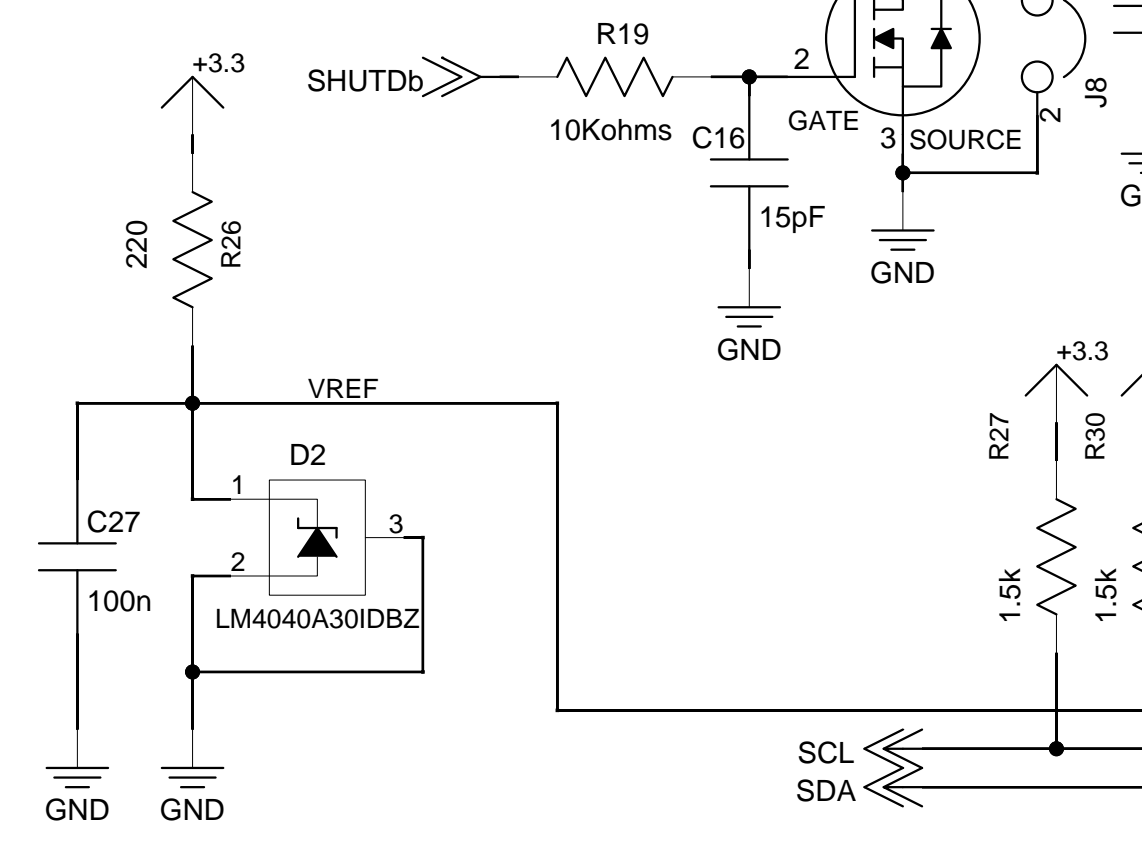 +3.3
R19
SHUTDb
2
10Kohms
C16
GATE
3
SOURCE
2
J8
15pF
G
GND
GND
220
R26
+3.3
VREF
R27
R30
D2
1
C27
3
2
100n
LM4040A30IDBZ
1.5k
1.5k
SCL
SDA
GND
GND